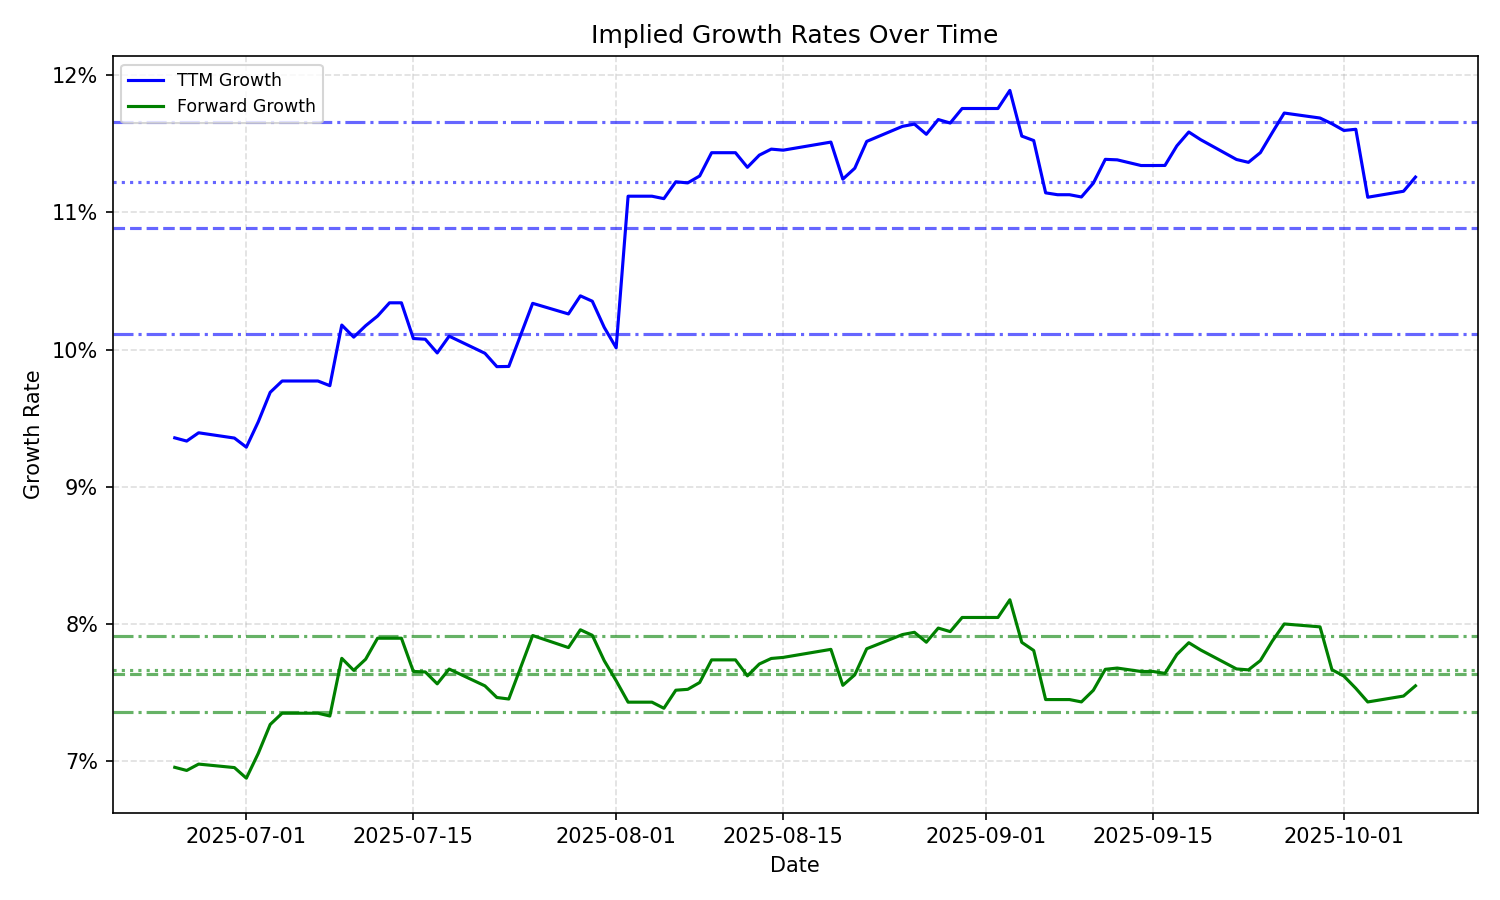 Implied Growth Rates Over Time
TTM Growth
Forward Growth
12%
11%
10%
9%
8%
7%
Growth Rate
2025-07-01
2025-07-15
2025-08-01
2025-08-15
2025-09-01
2025-09-15
2025-10-01
Date